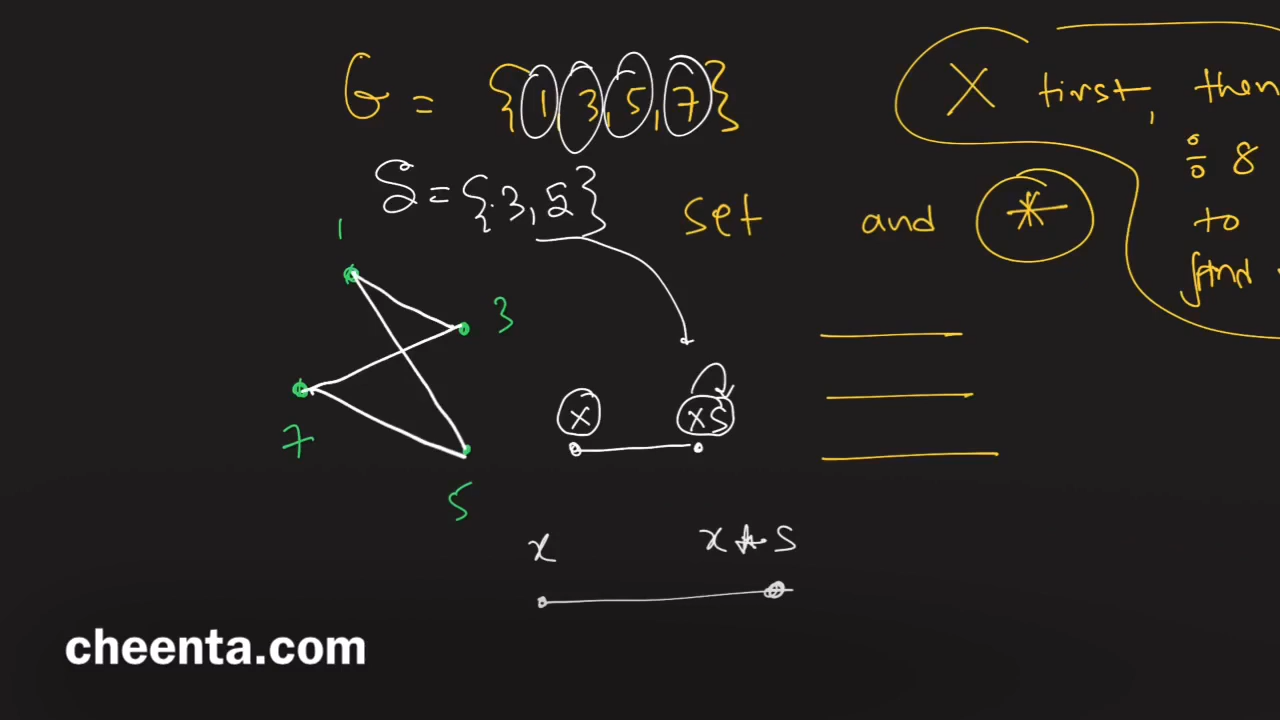 G = {1, 3, 5, 7}
X first, then
% 8
S = {3, 5}
set and *
to
find
1
3
7
5
x xs
x x*s
cheenta.com